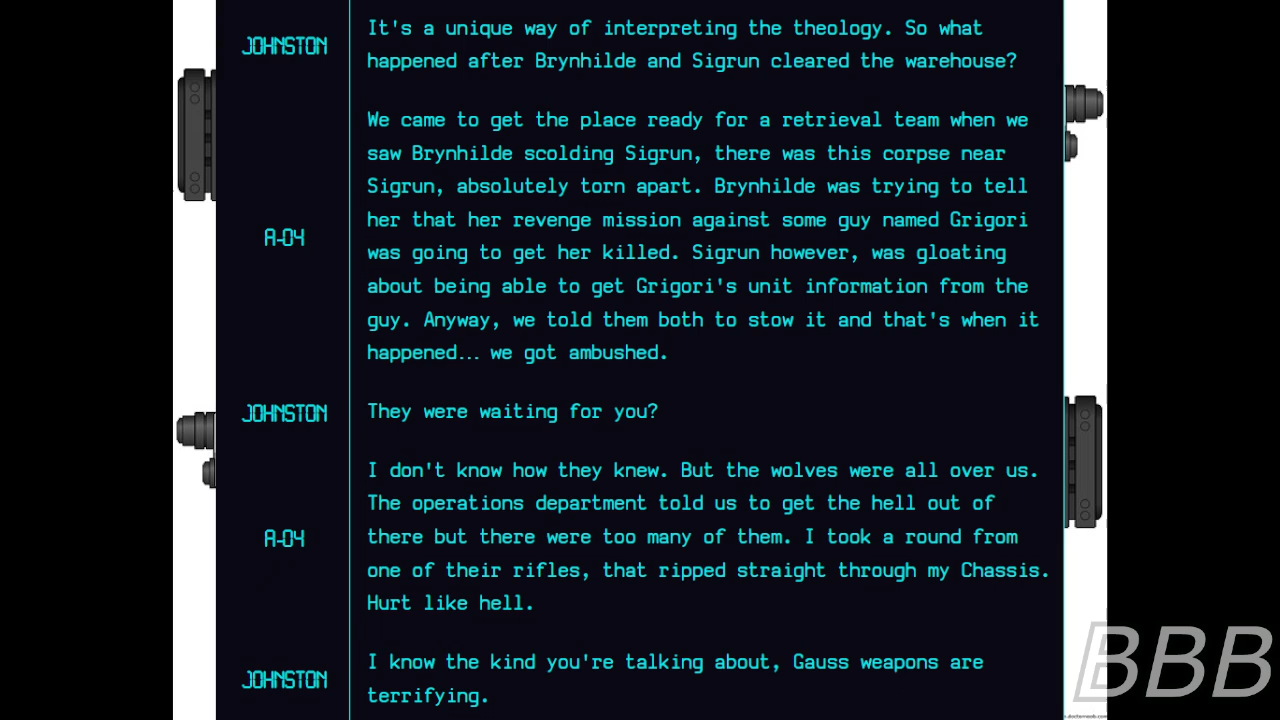 JOHNSTON
It's a unique way of interpreting the theology. So what
happened after Brynhilde and Sigrun cleared the warehouse?
A-04
We came to get the place ready for a retrieval team when we
saw Brynhilde scolding Sigrun, there was this corpse near
Sigrun, absolutely torn apart. Brynhilde was trying to tell
her that her revenge mission against some guy named Grigori
was going to get her killed. Sigrun however, was gloating
about being able to get Grigori's unit information from the
guy. Anyway, we told them both to stow it and that's when it
happened... we got ambushed.
JOHNSTON
They were waiting for you?
A-04
I don't know how they knew. But the wolves were all over us.
The operations department told us to get the hell out of
there but there were too many of them. I took a round from
one of their rifles, that ripped straight through my Chassis.
Hurt like hell.
JOHNSTON
I know the kind you're talking about, Gauss weapons are
terrifying.
BBB